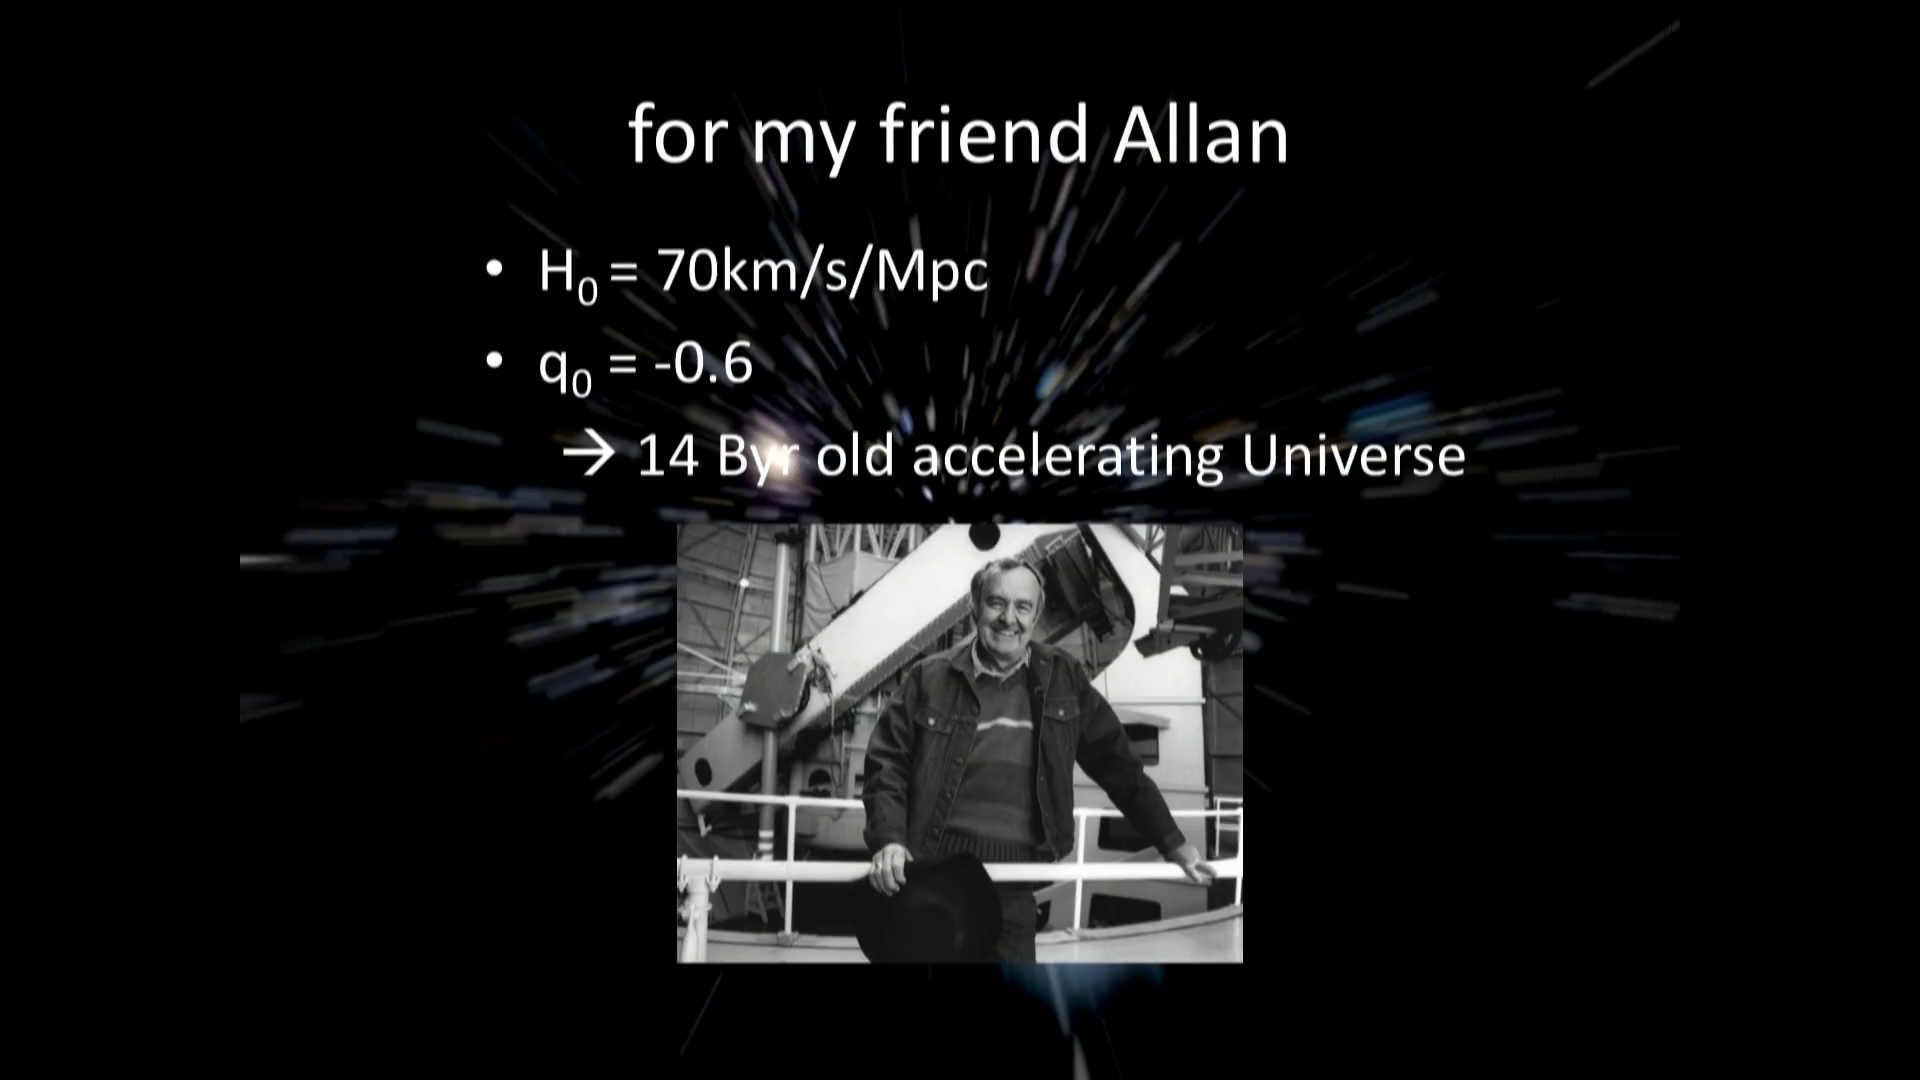 for my friend Allan
• H₀ = 70km/s/Mpc
• q₀ = -0.6
→ 14 Byr old accelerating Universe